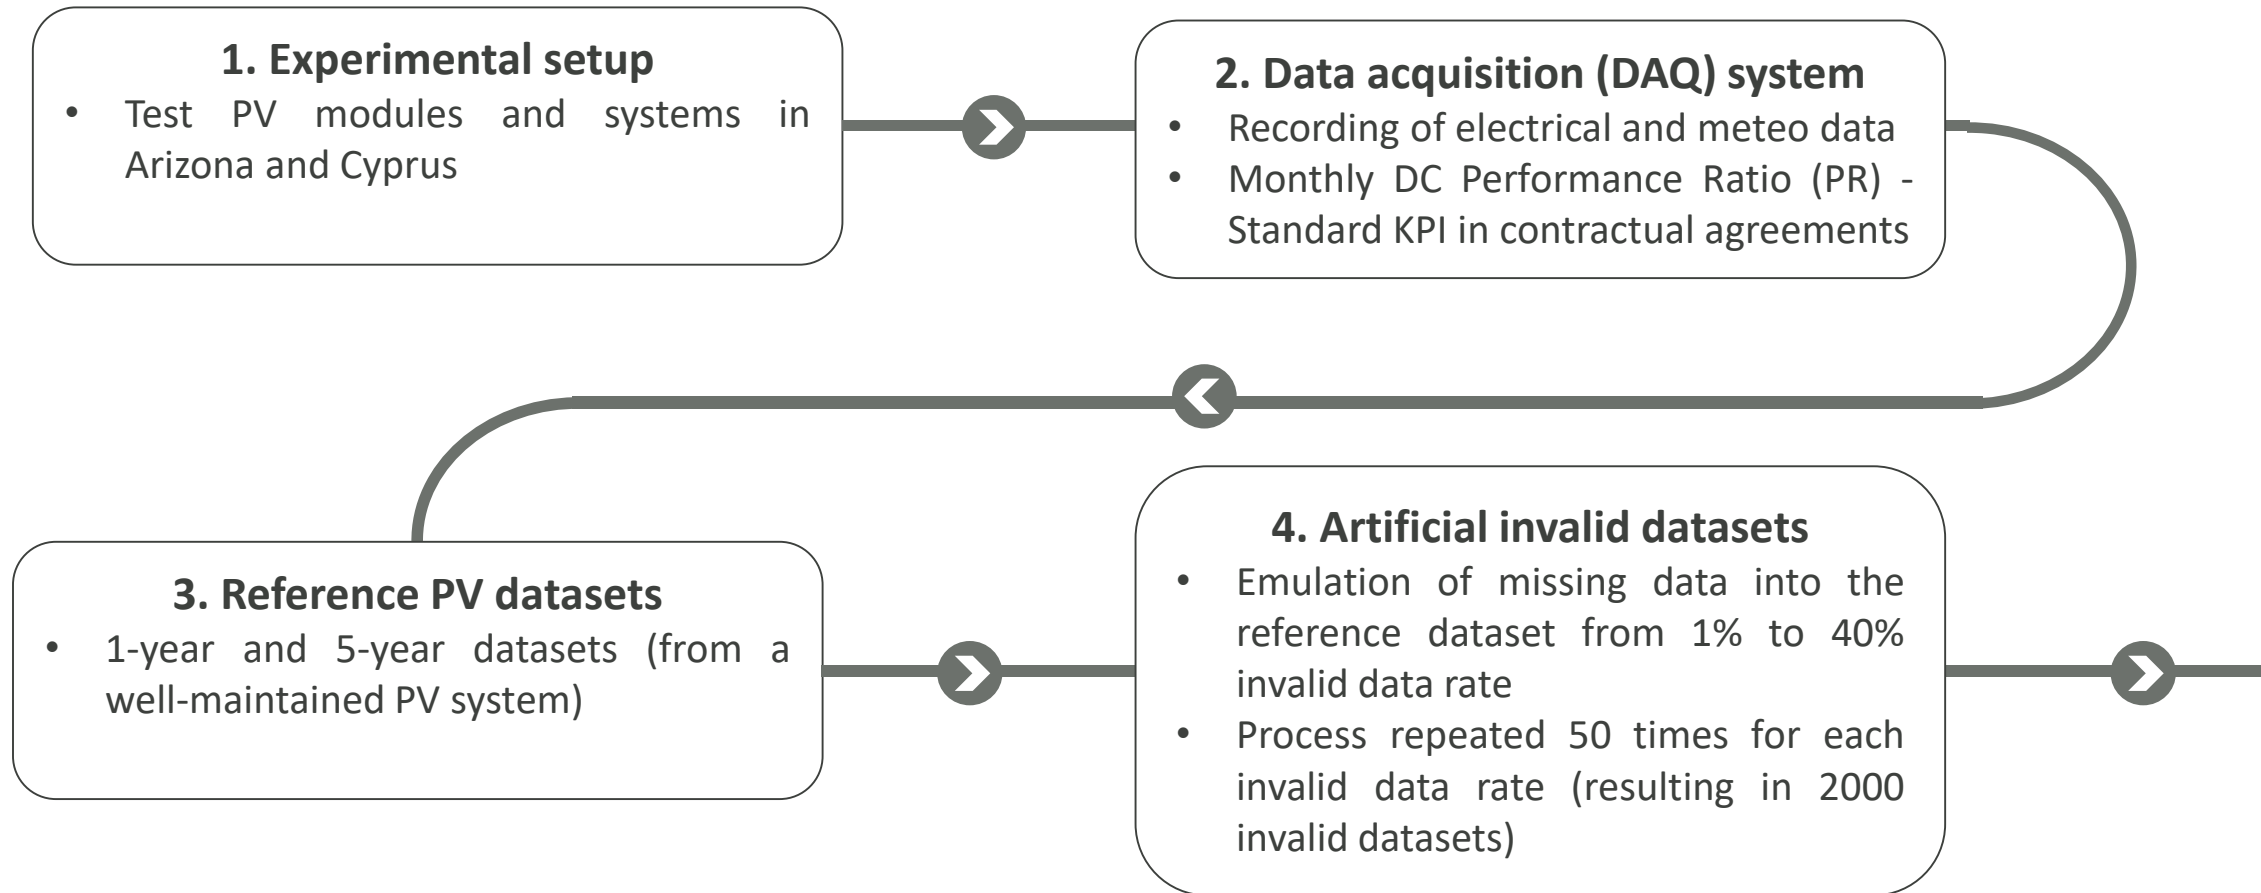 1. Experimental setup
• Test PV modules and systems in
Arizona and Cyprus
2. Data acquisition (DAQ) system
• Recording of electrical and meteo data
• Monthly DC Performance Ratio (PR) -
Standard KPI in contractual agreements
3. Reference PV datasets
• 1-year and 5-year datasets (from a
well-maintained PV system)
4. Artificial invalid datasets
• Emulation of missing data into the
reference dataset from 1% to 40%
invalid data rate
• Process repeated 50 times for each
invalid data rate (resulting in 2000
invalid datasets)